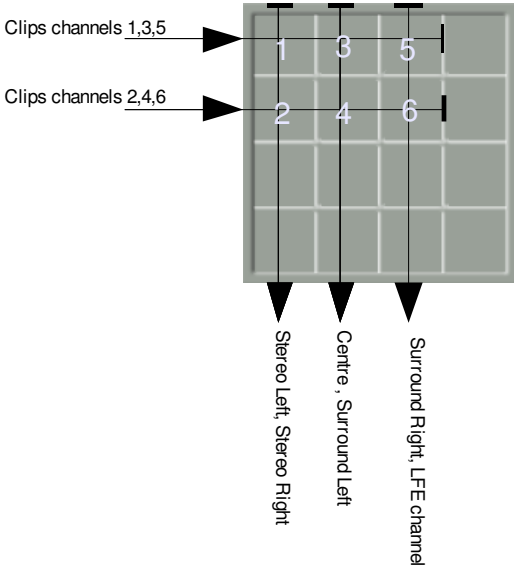 Clips channels 1,3,5
1 3 5
Clips channels 2,4,6
2 4 6
Stereo Left, Stereo Right
Centre , Surround Left
Surround Right, LFE channel